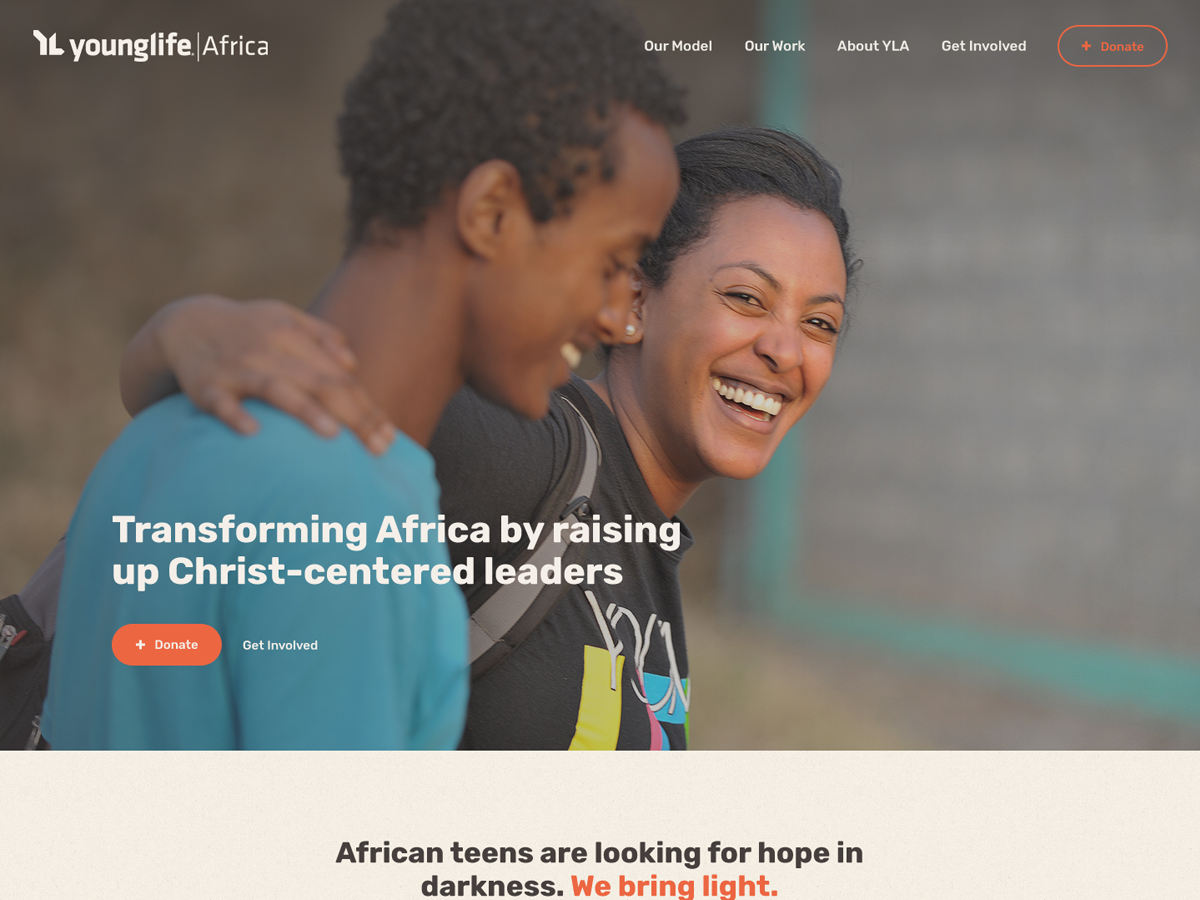 YL younglife | Africa
Our Model
Our Work
About YLA
Get Involved
+ Donate
Transforming Africa by raising
up Christ-centered leaders
+ Donate
Get Involved
African teens are looking for hope in
darkness. We bring light.